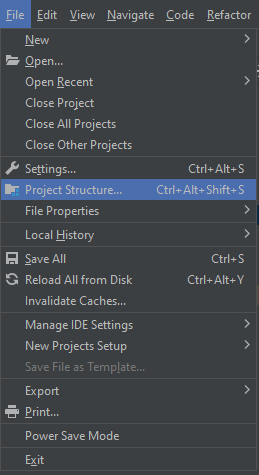 File Edit View Navigate Code Refactor
New
Open...
Open Recent
Close Project
Close All Projects
Close Other Projects
Settings... Ctrl+Alt+S
Project Structure... Ctrl+Alt+Shift+S
File Properties
Local History
Save All Ctrl+S
Reload All from Disk Ctrl+Alt+Y
Invalidate Caches...
Manage IDE Settings
New Projects Setup
Save File as Template...
Export
Print...
Power Save Mode
Exit